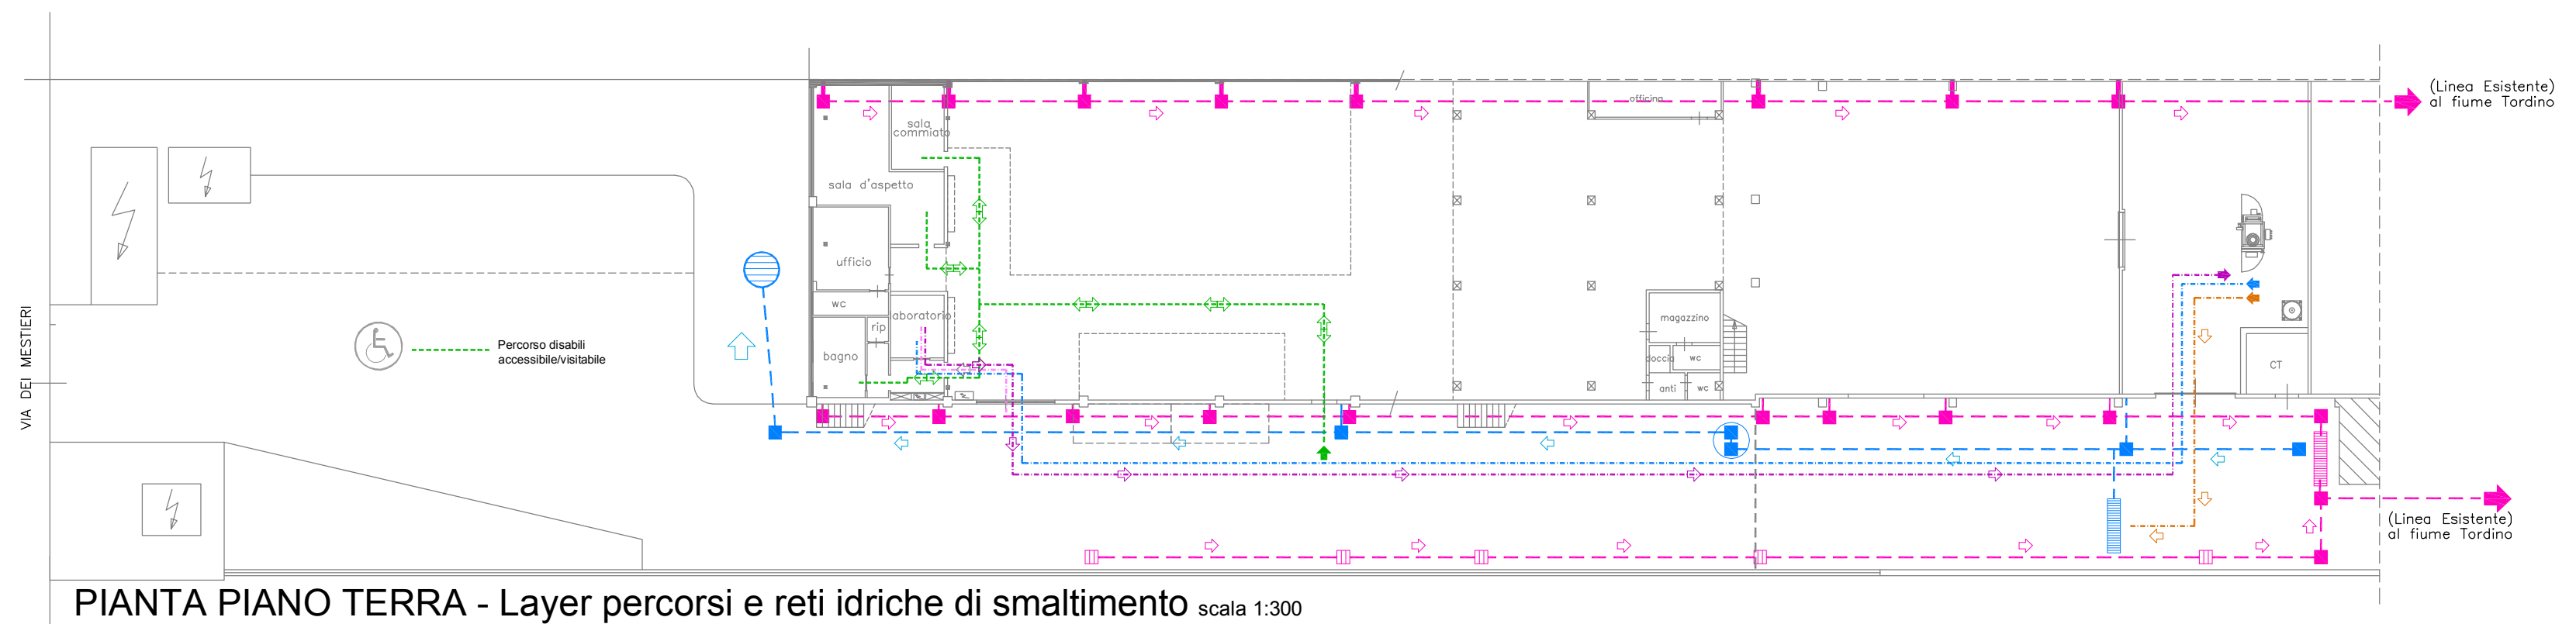 (Linea Esistente)
al fiume Tordino
officina
sala
commiato
sala d'aspetto
ufficio
wc
rip
aboratorio
bagno
magazzino
doccia
wc
anti
wc
CT
VIA DEI MESTIERI
Percorso disabili
accessibile/visitabile
(Linea Esistente)
al fiume Tordino
PIANTA PIANO TERRA - Layer percorsi e reti idriche di smaltimento scala 1:300